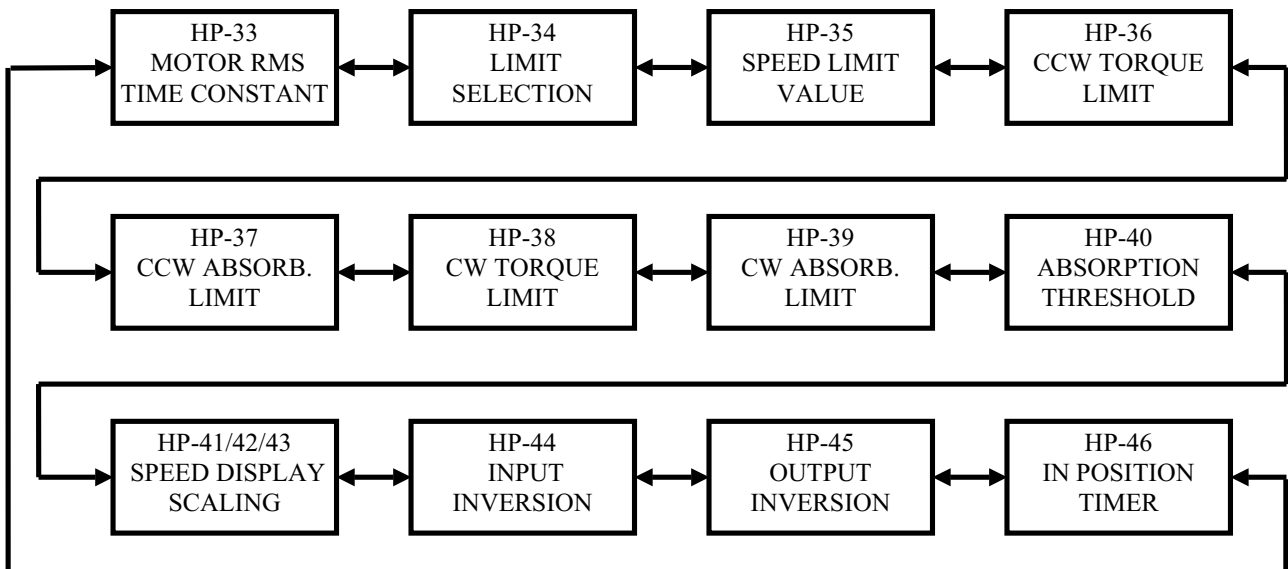 HP-33
MOTOR RMS
TIME CONSTANT
HP-34
LIMIT
SELECTION
HP-35
SPEED LIMIT
VALUE
HP-36
CCW TORQUE
LIMIT
HP-37
CCW ABSORB.
LIMIT
HP-38
CW TORQUE
LIMIT
HP-39
CW ABSORB.
LIMIT
HP-40
ABSORPTION
THRESHOLD
HP-41/42/43
SPEED DISPLAY
SCALING
HP-44
INPUT
INVERSION
HP-45
OUTPUT
INVERSION
HP-46
IN POSITION
TIMER